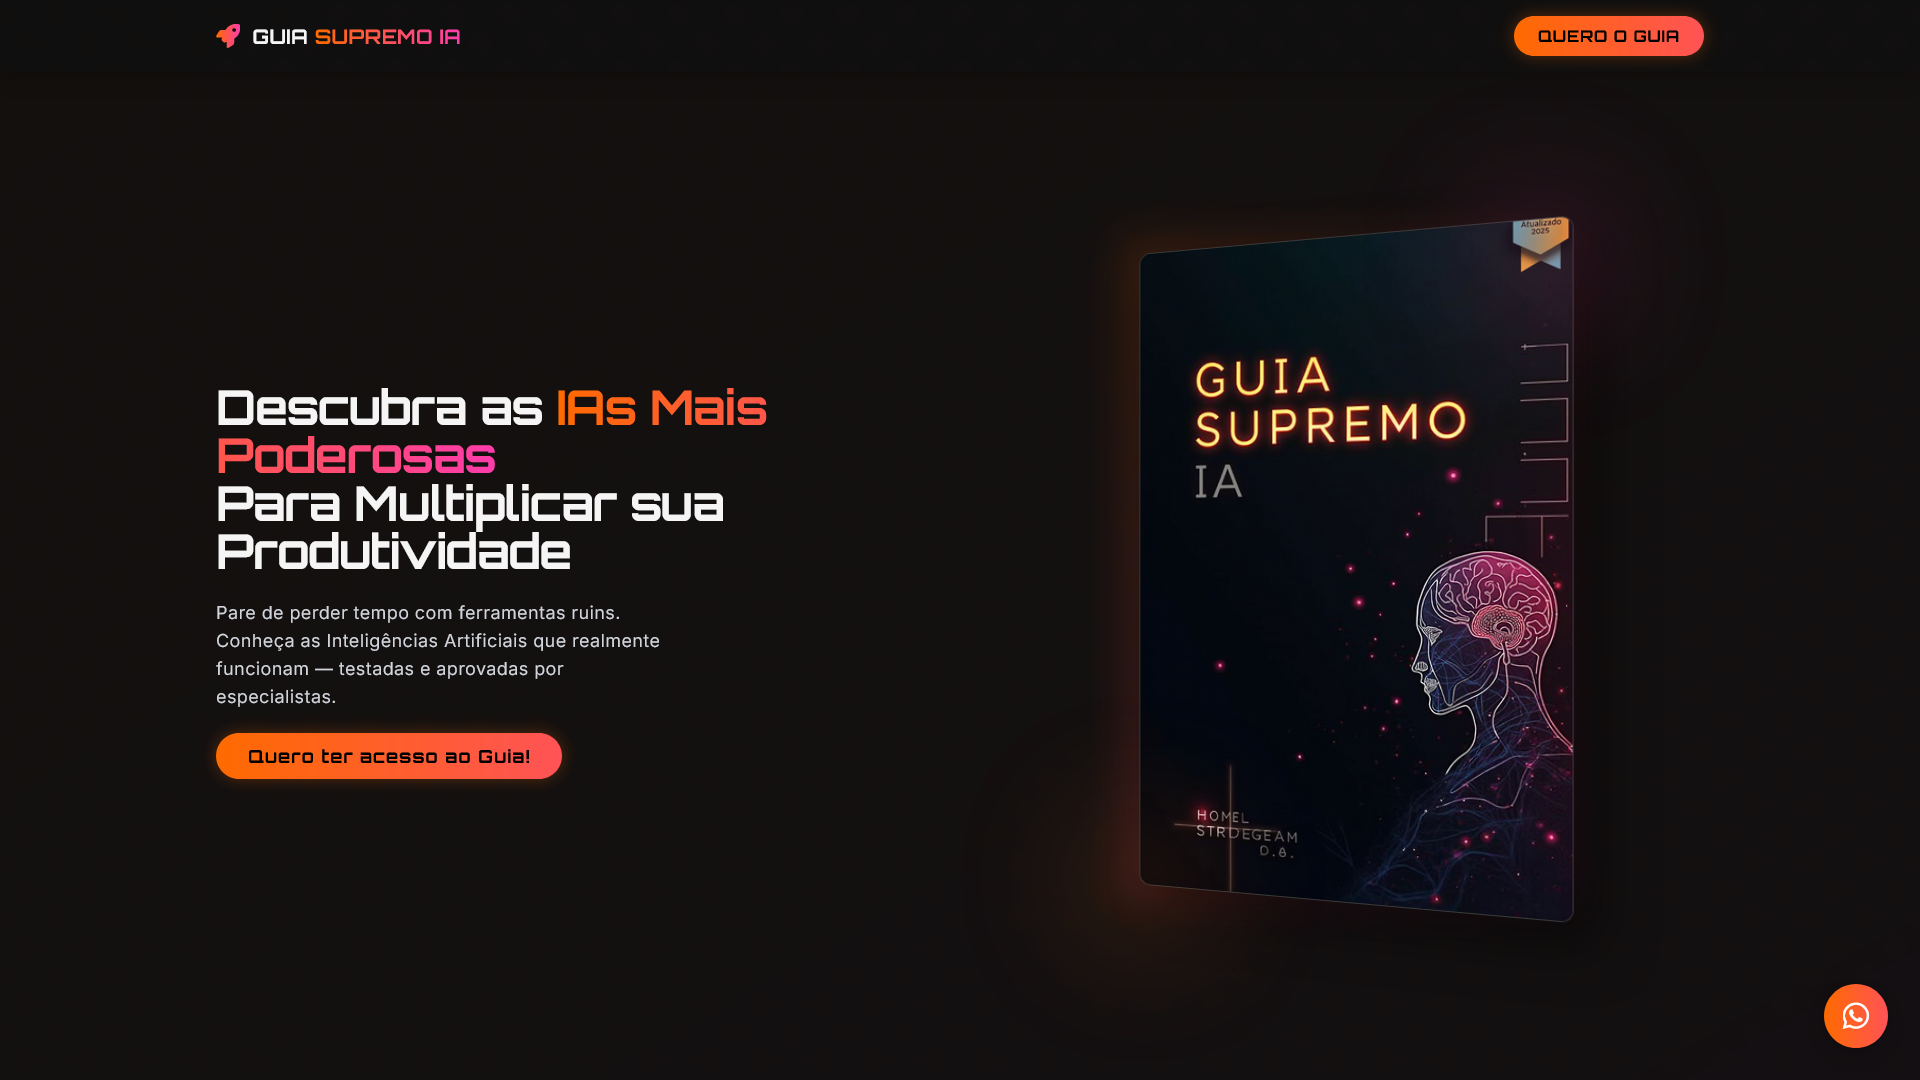 GUIA SUPREMO IA
QUERO O GUIA
Descubra as IAs Mais
Poderosas
Para Multiplicar sua
Produtividade
Pare de perder tempo com ferramentas ruins.
Conheça as Inteligências Artificiais que realmente
funcionam — testadas e aprovadas por
especialistas.
Quero ter acesso ao Guia!
Atualizado
2025
GUIA
SUPREMO
IA
HOMEL
STRDEGEAM
D.B.